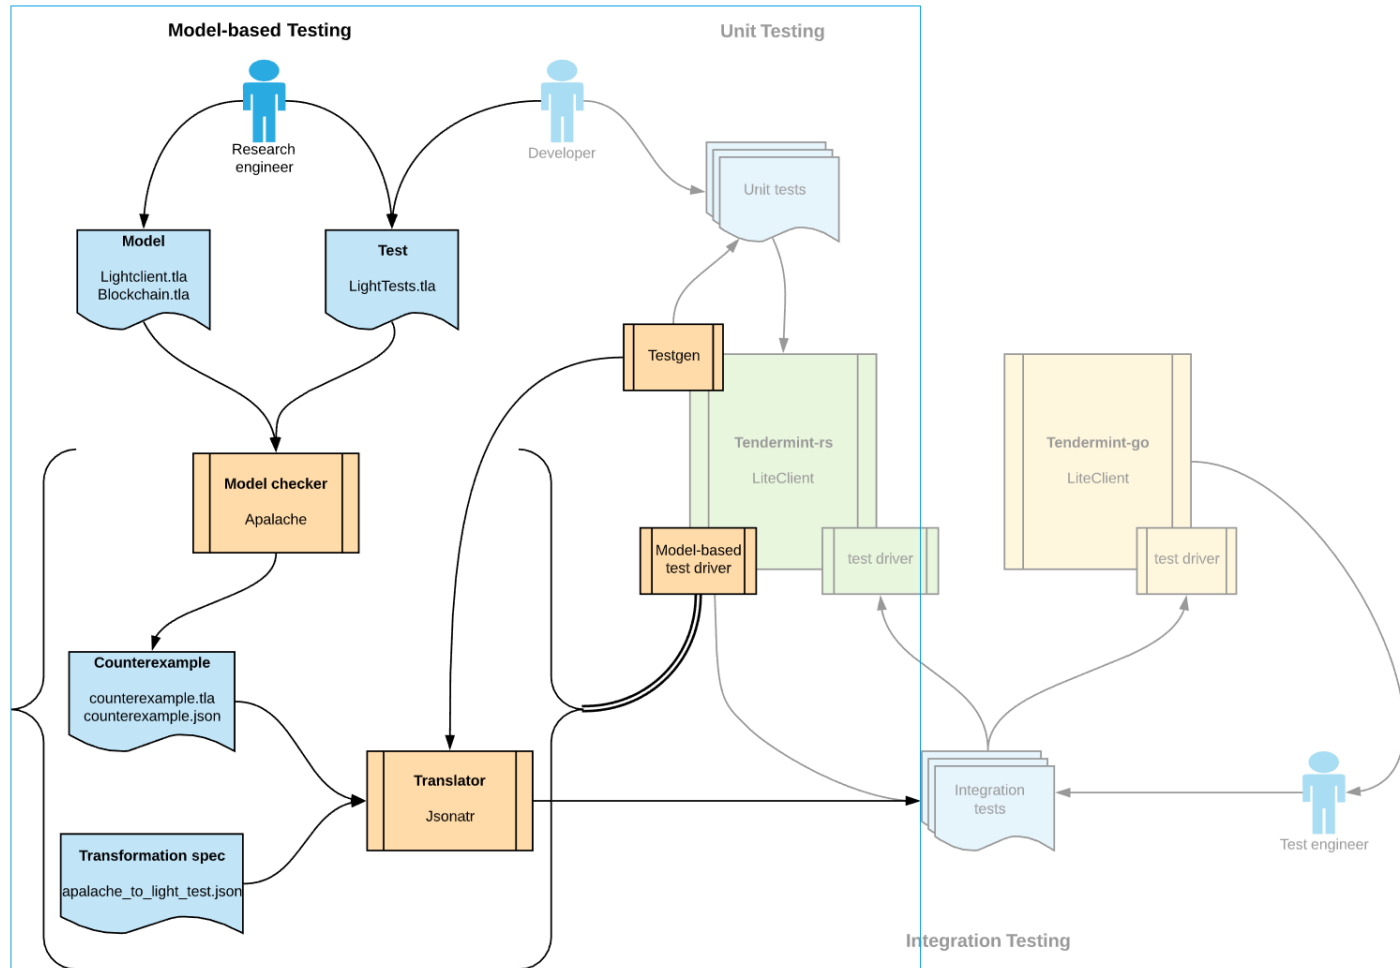 Model-based Testing
Unit Testing
Research
engineer
Developer
Unit tests
Model
Lightclient.tla
Blockchain.tla
Test
LightTests.tla
Testgen
Tendermint-rs
LiteClient
Tendermint-go
LiteClient
Model checker
Apalache
Model-based
test driver
test driver
test driver
Counterexample
counterexample.tla
counterexample.json
Translator
Jsonatr
Integration
tests
Test engineer
Transformation spec
apalache_to_light_test.json
Integration Testing